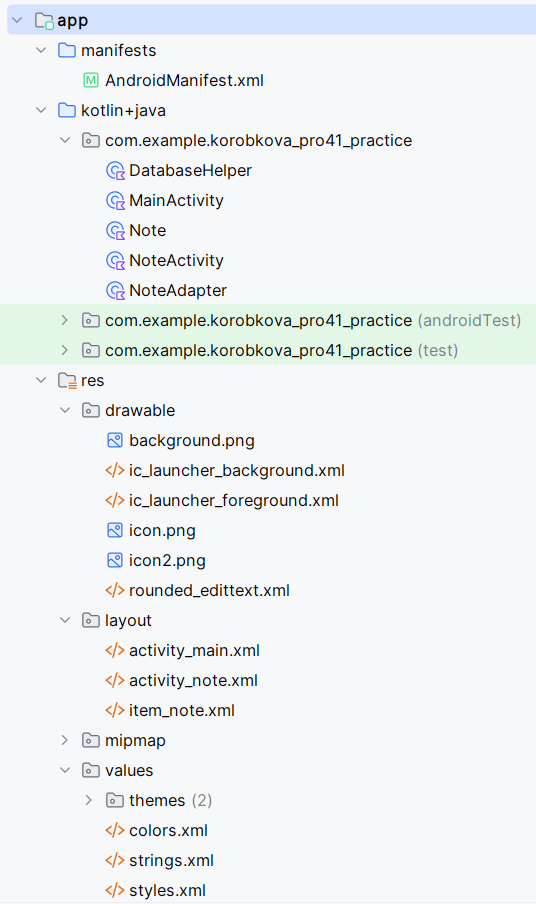 app
manifests
AndroidManifest.xml
kotlin+java
com.example.korobkova_pro41_practice
DatabaseHelper
MainActivity
Note
NoteActivity
NoteAdapter
com.example.korobkova_pro41_practice (androidTest)
com.example.korobkova_pro41_practice (test)
res
drawable
background.png
ic_launcher_background.xml
ic_launcher_foreground.xml
icon.png
icon2.png
rounded_edittext.xml
layout
activity_main.xml
activity_note.xml
item_note.xml
mipmap
values
themes (2)
colors.xml
strings.xml
styles.xml